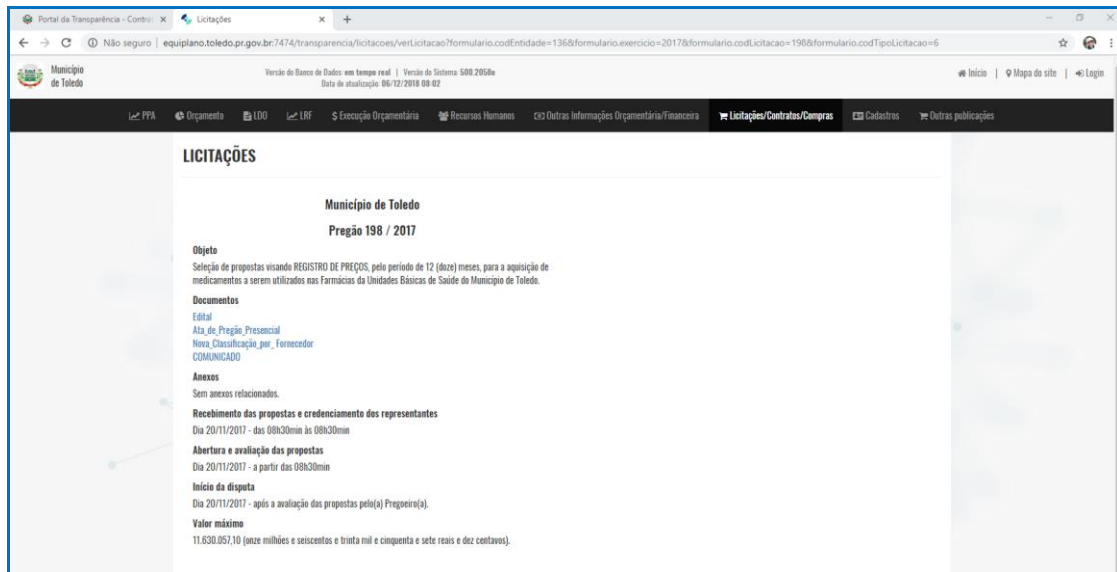 Portal da Transparência - Contro
Licitações
Não seguro | equiplano.toledo.pr.gov.br:7474/transparencia/licitacoes/verLicitacao?formulario.codEntidade=136&formulario.exercicio=2017&formulario.codLicitacao=198&formulario.codTipoLicitacao=6
Município
de Toledo
Versão do Banco de Dados: em tempo real | Versão do Sistema: 500.2058e
Data de atualização: 06/12/2018 08:02
Início | Mapa do site | Login
PPA Orçamento LDO LRF Execução Orçamentária Recursos Humanos Outras Informações Orçamentária/Financeira Licitações/Contratos/Compras Cadastros Outras publicações
LICITAÇÕES
Município de Toledo
Pregão 198 / 2017
Objeto
Seleção de propostas visando REGISTRO DE PREÇOS, pelo período de 12 (doze) meses, para a aquisição de
medicamentos a serem utilizados nas Farmácias da Unidades Básicas de Saúde do Município de Toledo.
Documentos
Edital
Ata_de_Pregão_Presencial
Nova_Classificação_por_ Fornecedor
COMUNICADO
Anexos
Sem anexos relacionados.
Recebimento das propostas e credenciamento dos representantes
Dia 20/11/2017 - das 08h30min às 08h30min
Abertura e avaliação das propostas
Dia 20/11/2017 - a partir das 08h30min
Início da disputa
Dia 20/11/2017 - após a avaliação das propostas pelo(a) Pregoeiro(a).
Valor máximo
11.630.057,10 (onze milhões e seiscentos e trinta mil e cinquenta e sete reais e dez centavos).